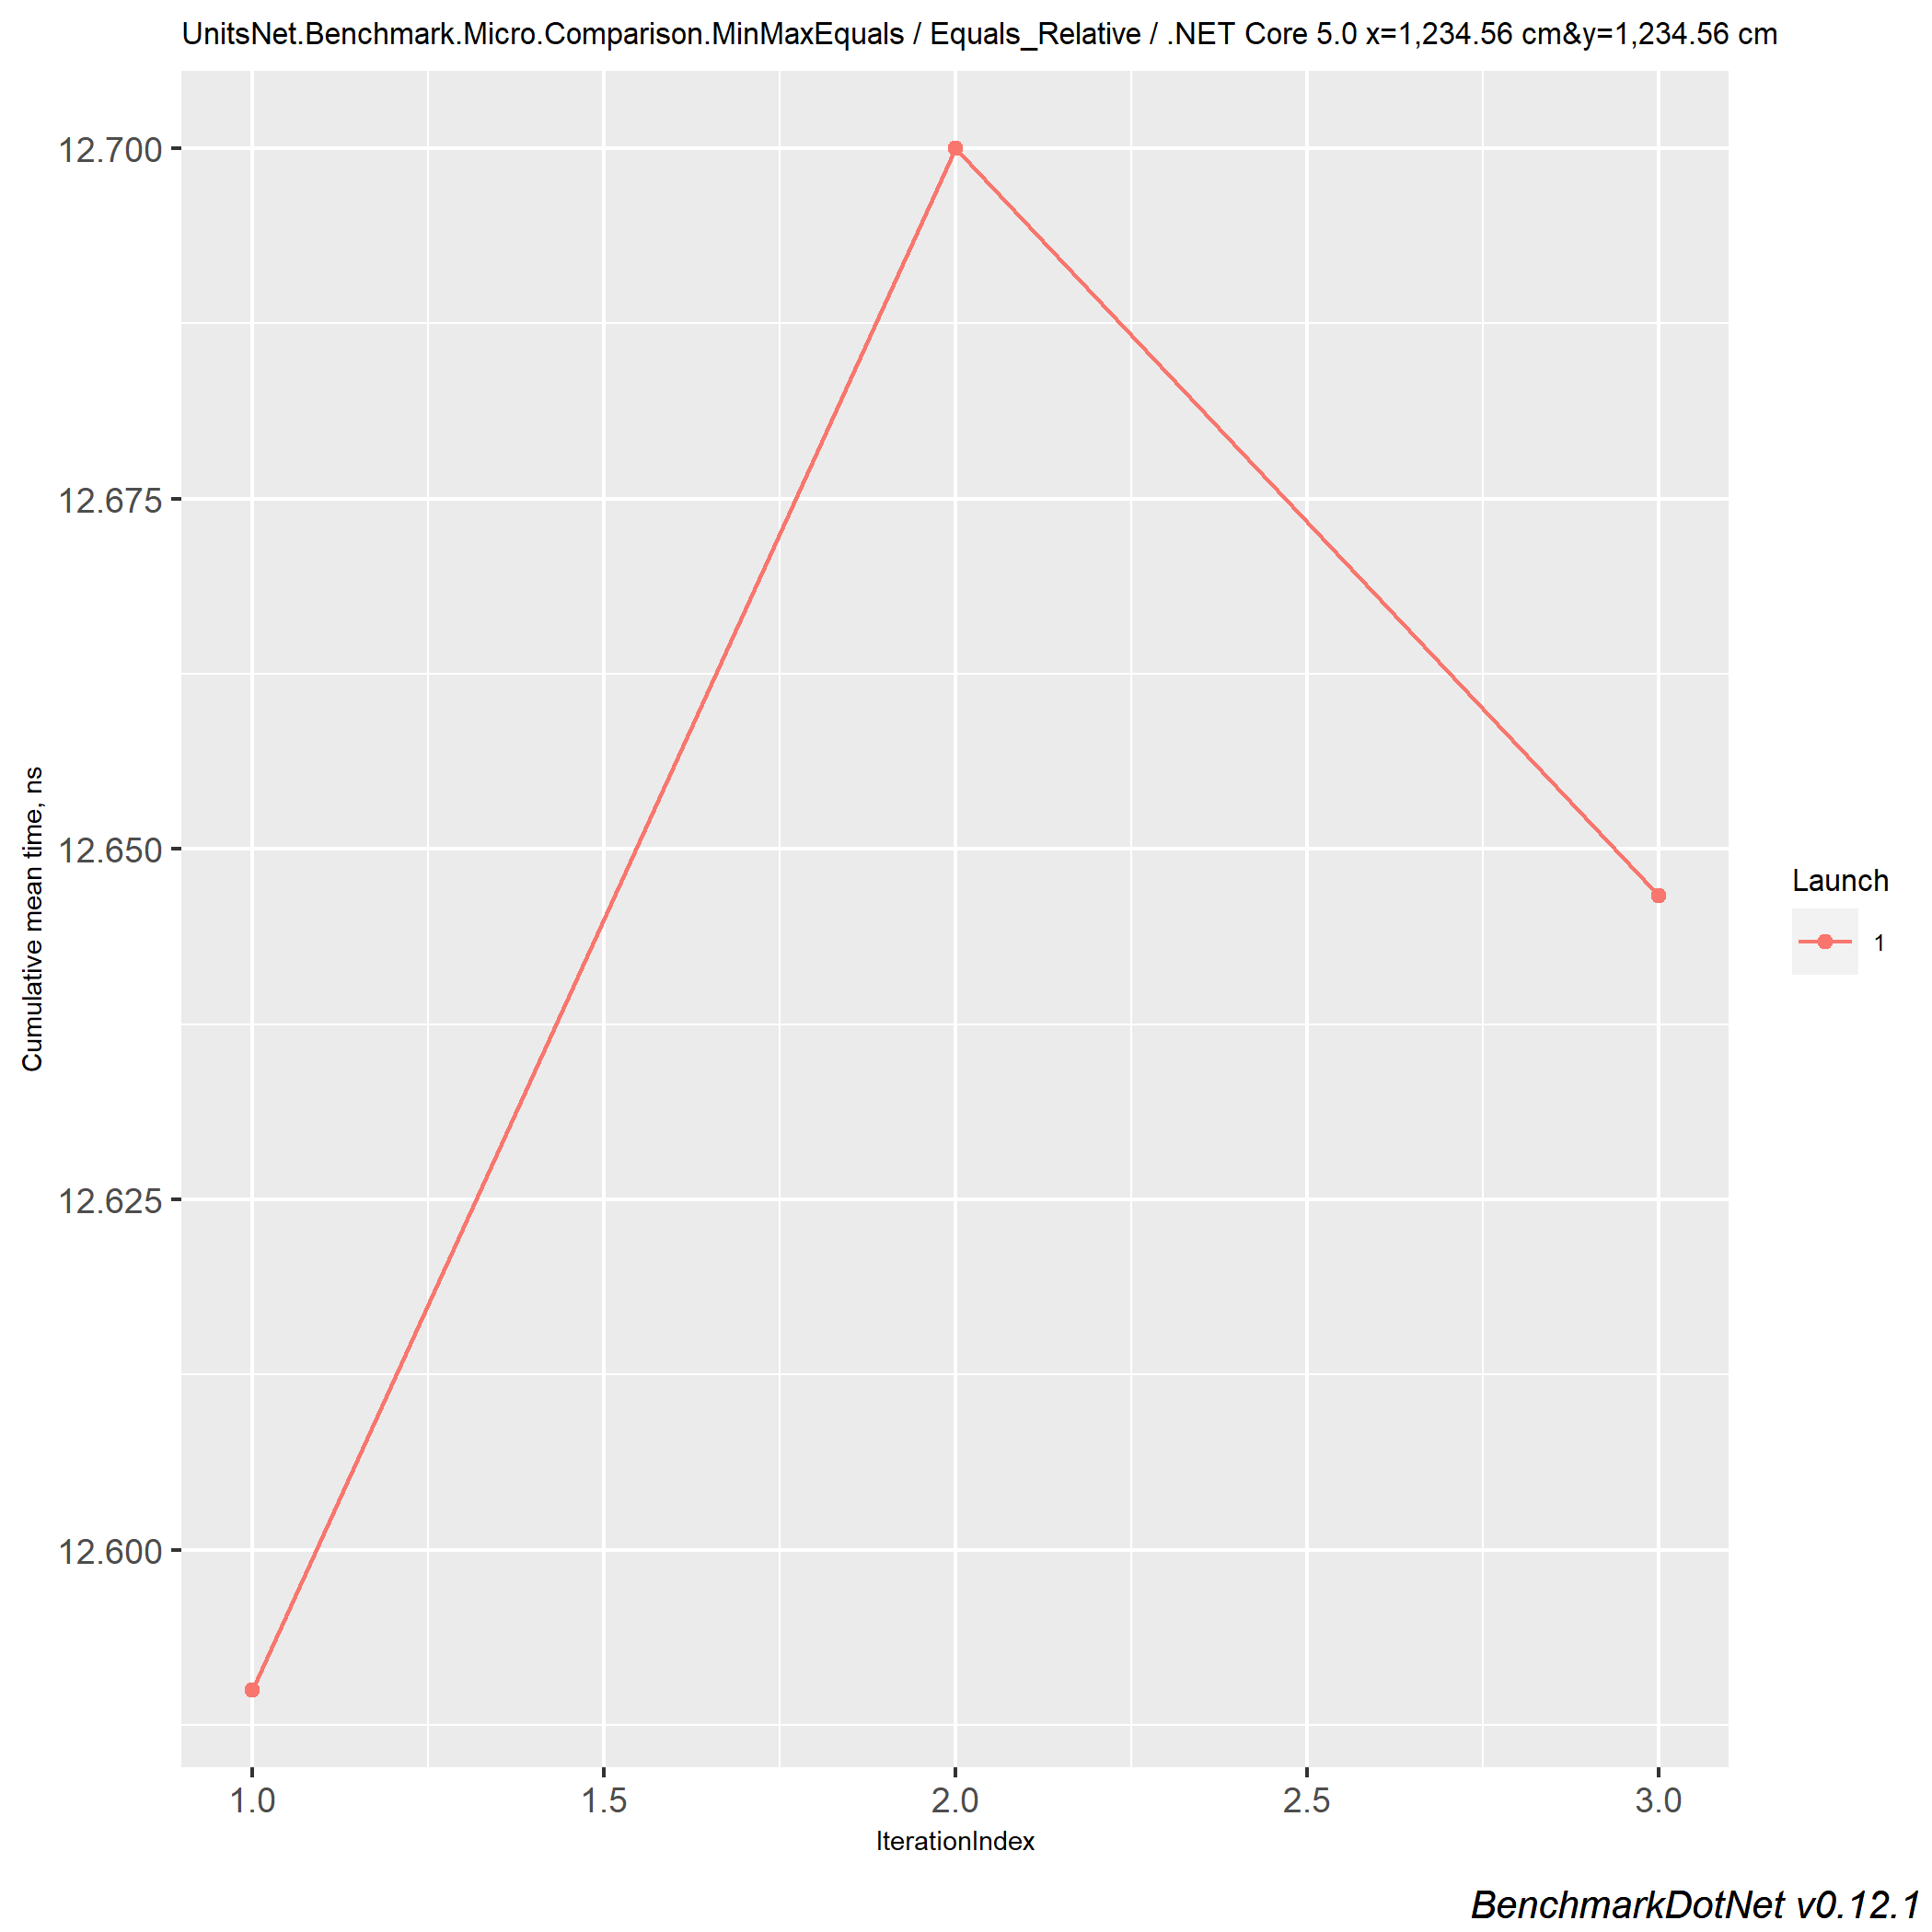 UnitsNet.Benchmark.Micro.Comparison.MinMaxEquals / Equals_Relative / .NET Core 5.0 x=1,234.56 cm&y=1,234.56 cm
12.700
12.675
12.650
12.625
12.600
Cumulative mean time, ns
1.0 1.5 2.0 2.5 3.0
IterationIndex
Launch
1
BenchmarkDotNet v0.12.1